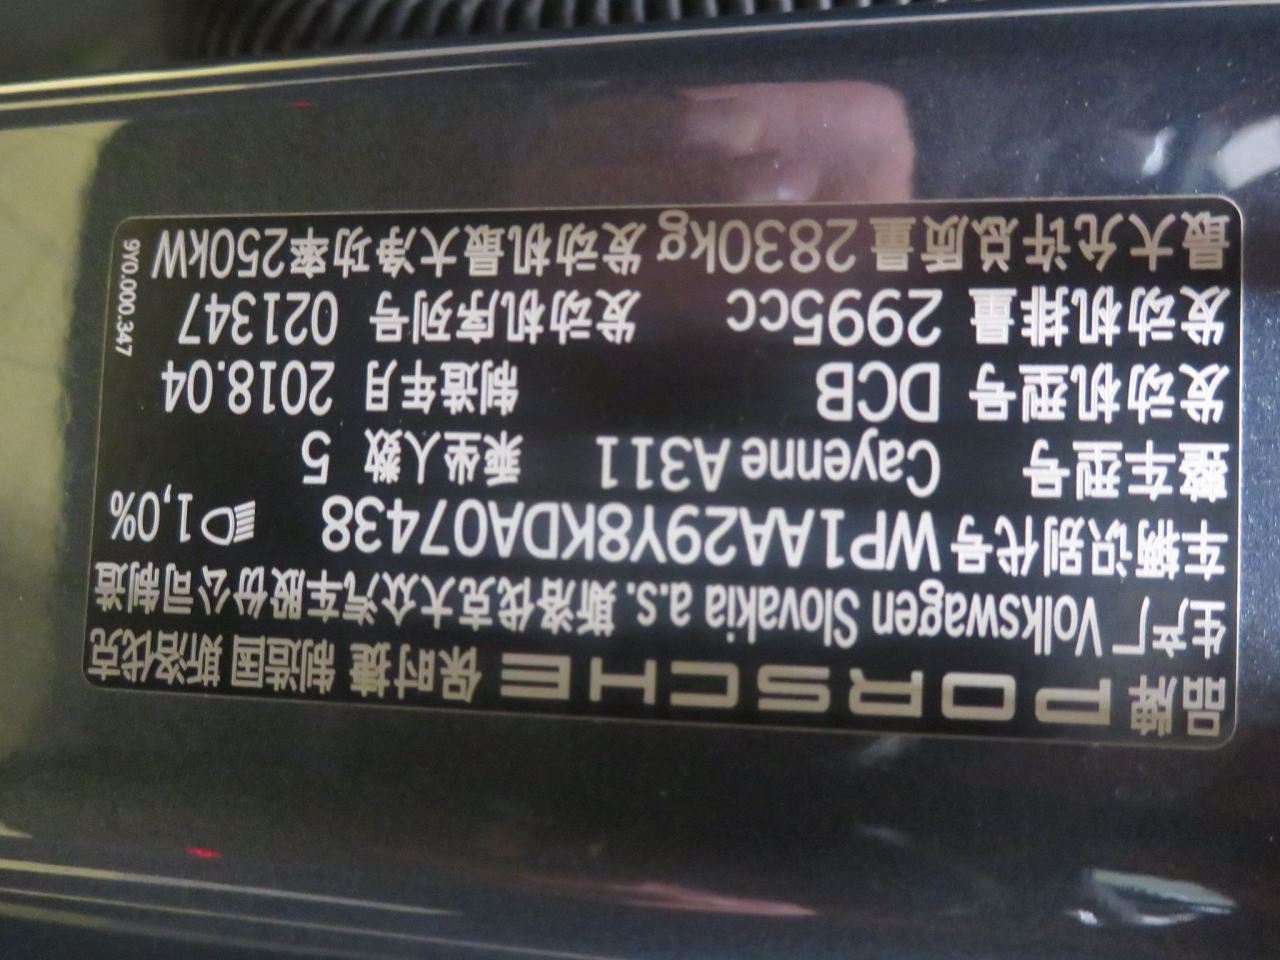 品牌 PORSCHE 保时捷 制造国 斯洛伐克
生产厂 Volkswagen Slovakia a.s. 斯洛伐克大众汽车股份公司制造
车辆识别代号 WP1AA29Y8KDA07438 1,0%
整车型号 Cayenne A311 乘坐人数 5
发动机型号 DCB 制造年月 2018.04
发动机排量 2995cc 发动机序列号 021347
最大允许总质量 2830kg 发动机最大净功率250kW
9Y0.000.347